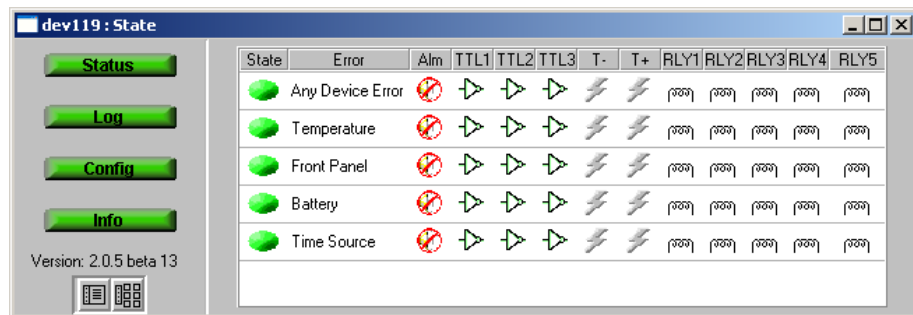 dev119 : State
Status
Log
Config
Info
Version: 2.0.5 beta 13
State Error Alm TTL1 TTL2 TTL3 T- T+ RLY1 RLY2 RLY3 RLY4 RLY5
Any Device Error
Temperature
Front Panel
Battery
Time Source